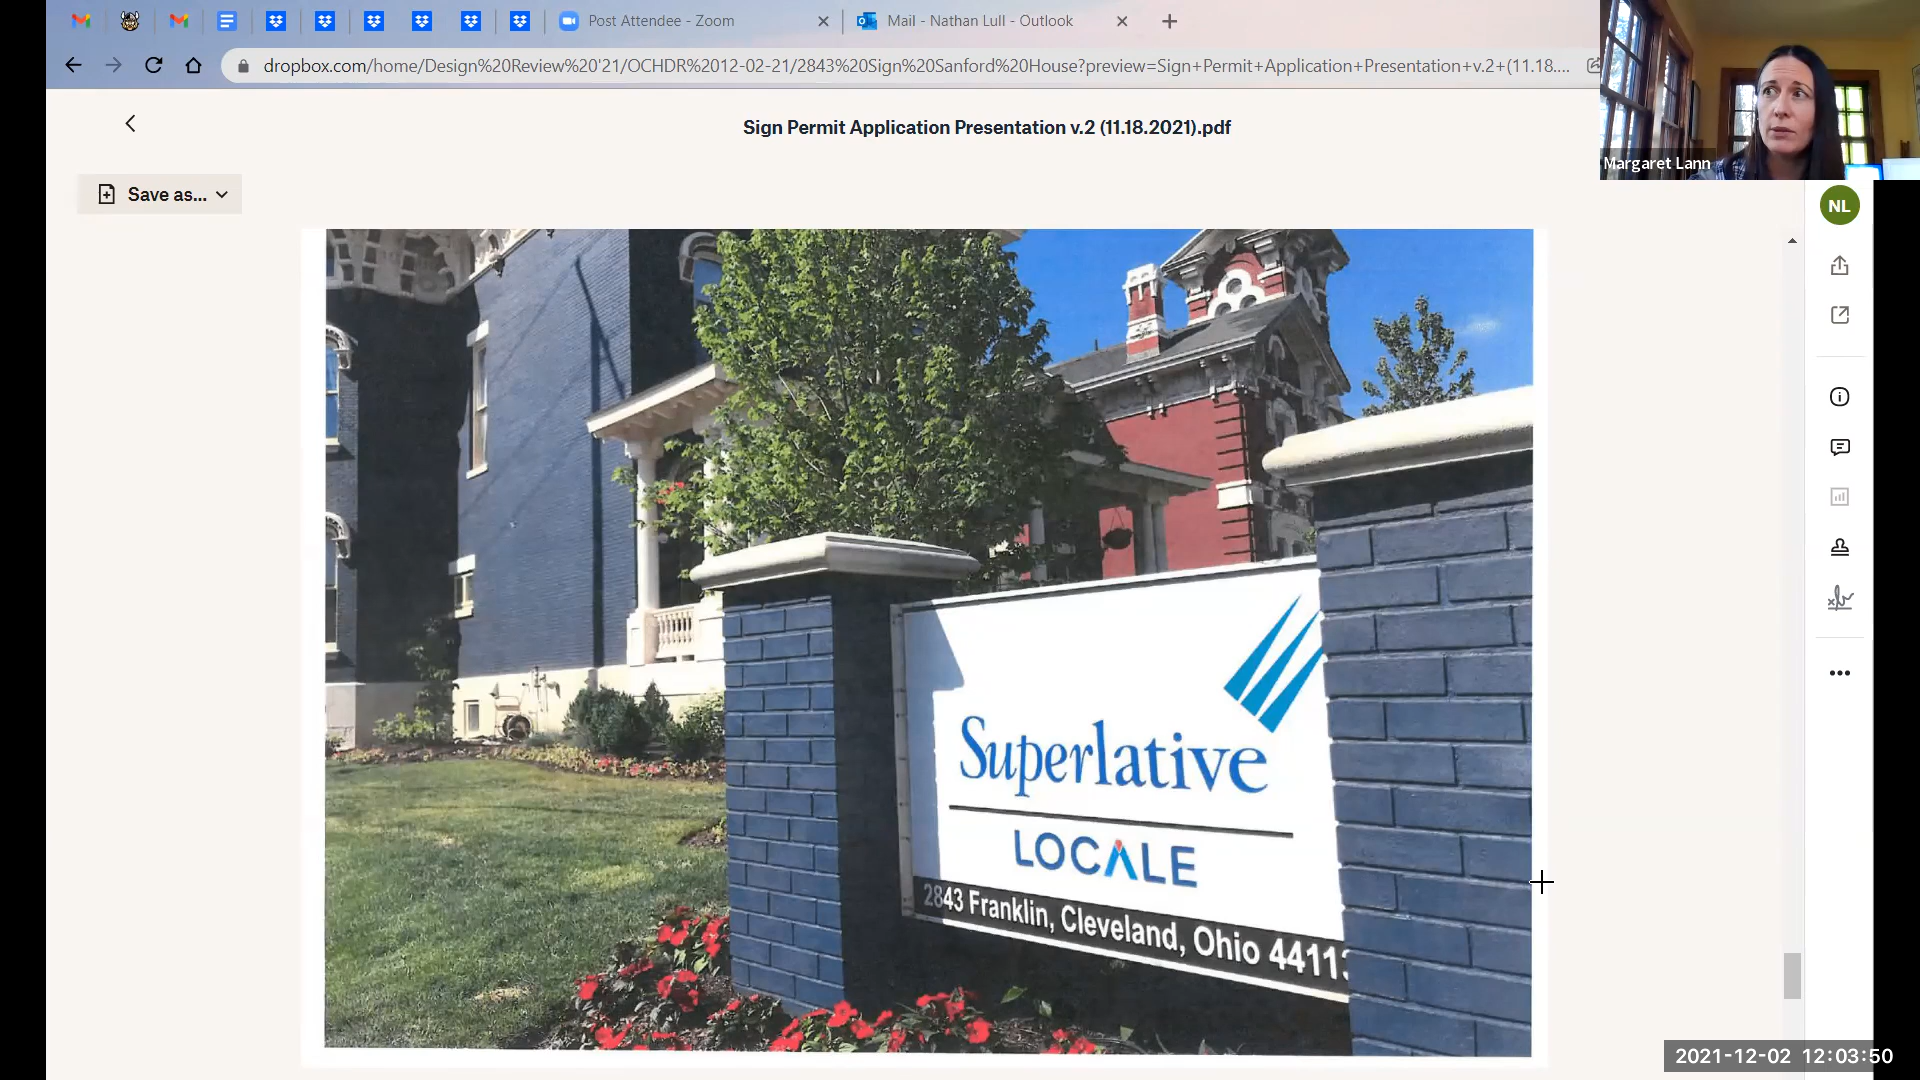 Post Attendee - Zoom
Mail - Nathan Lull - Outlook
dropbox.com/home/Design%20Review%20'21/OCHDR%2012-02-21/2843%20Sign%20Sanford%20House?preview=Sign+Permit+Application+Presentation+v.2+(11.18....
Sign Permit Application Presentation v.2 (11.18.2021).pdf
Margaret Lann
Save as...
NL
Superlative
LOCALE
2843 Franklin, Cleveland, Ohio 44113
2021-12-02 12:03:50